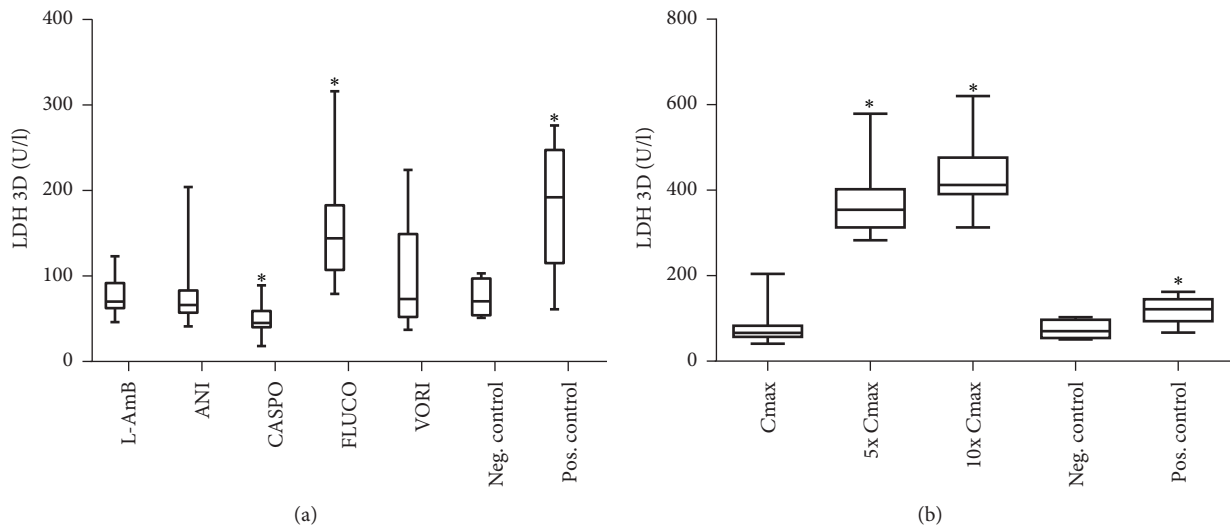 400
300
200
100
0
LDH 3D (U/l)
*
*
*
L-AmB
ANI
CASPO
FLUCO
VORI
Neg. control
Pos. control
(a)
800
600
400
200
0
LDH 3D (U/l)
*
*
*
Cmax
5x Cmax
10x Cmax
Neg. control
Pos. control
(b)